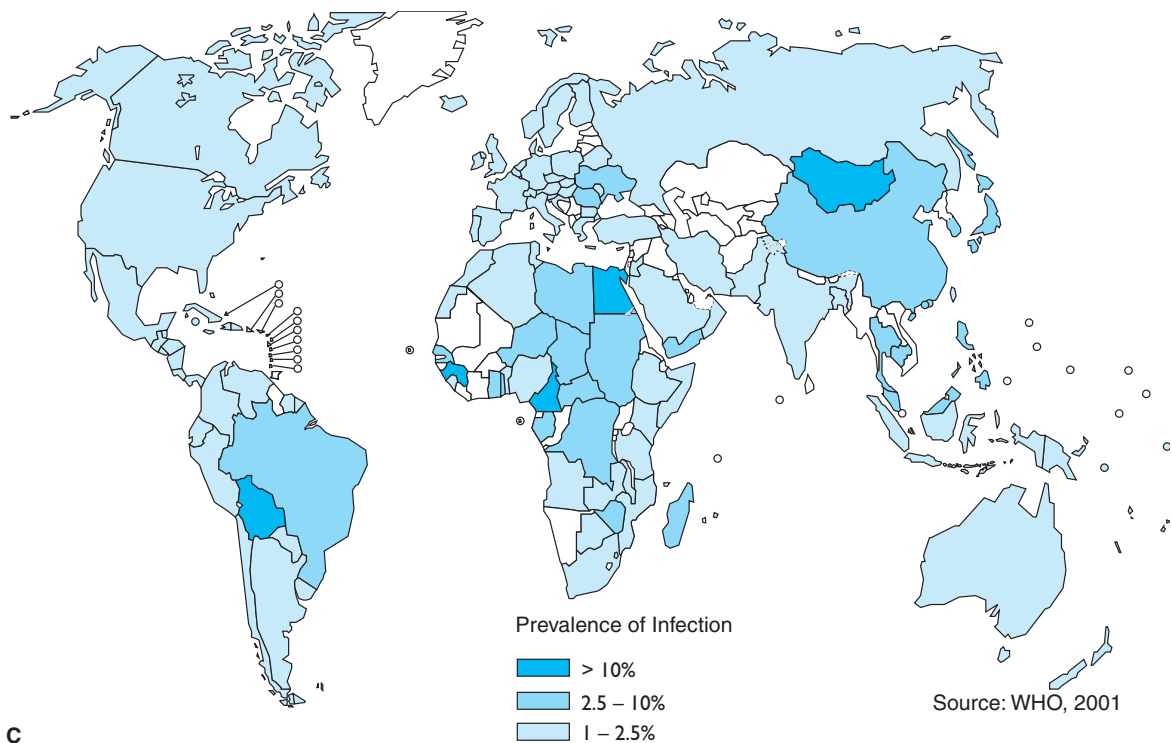 Prevalence of Infection
> 10%
2.5 – 10%
1 – 2.5%
Source: WHO, 2001
C